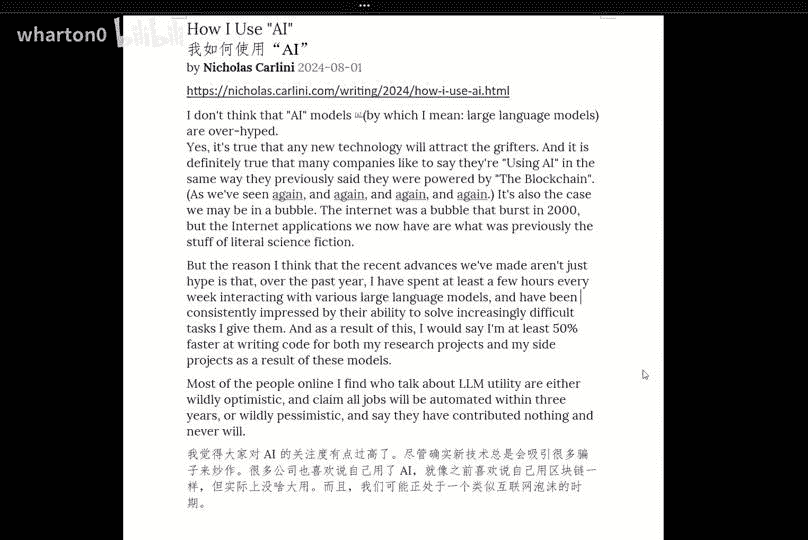 wharton0 bilibili
How I Use "AI"
我如何使用“AI”
by Nicholas Carlini 2024-08-01
https://nicholas.carlini.com/writing/2024/how-i-use-ai.html
I don't think that "AI" models [a] (by which I mean: large language models)
are over-hyped.
Yes, it's true that any new technology will attract the grifters. And it is
definitely true that many companies like to say they're "Using AI" in the
same way they previously said they were powered by "The Blockchain".
(As we've seen again, and again, and again, and again.) It's also the case
we may be in a bubble. The internet was a bubble that burst in 2000,
but the Internet applications we now have are what was previously the
stuff of literal science fiction.
But the reason I think that the recent advances we've made aren't just
hype is that, over the past year, I have spent at least a few hours every
week interacting with various large language models, and have been
consistently impressed by their ability to solve increasingly difficult
tasks I give them. And as a result of this, I would say I'm at least 50%
faster at writing code for both my research projects and my side
projects as a result of these models.
Most of the people online I find who talk about LLM utility are either
wildly optimistic, and claim all jobs will be automated within three
years, or wildly pessimistic, and say they have contributed nothing and
never will.
我觉得大家对 AI 的关注度有点过高了。尽管确实新技术总是会吸引很多骗
子来炒作。很多公司也喜欢说自己用了 AI，就像之前喜欢说自己用区块链一
样，但实际上没啥大用。而且，我们可能正处于一个类似互联网泡沫的时
期。